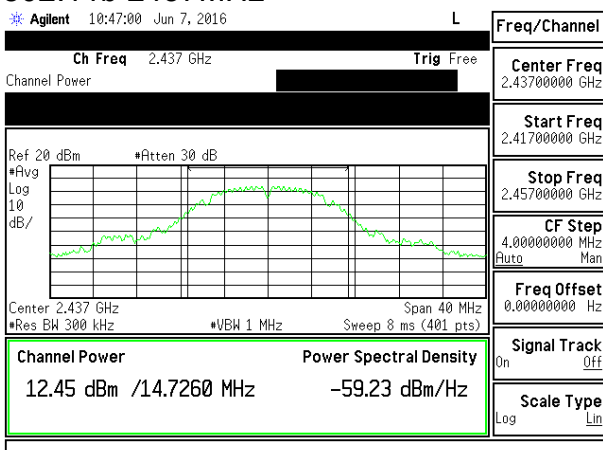 Agilent 10:47:00 Jun 7, 2016 L
Ch Freq 2.437 GHz Trig Free
Channel Power
Ref 20 dBm #Atten 30 dB
#Avg
Log
10
dB/
Center 2.437 GHz Span 40 MHz
#Res BW 300 kHz #VBW 1 MHz Sweep 8 ms (401 pts)
Channel Power Power Spectral Density
12.45 dBm /14.7260 MHz -59.23 dBm/Hz
Freq/Channel
Center Freq
2.43700000 GHz
Start Freq
2.41700000 GHz
Stop Freq
2.45700000 GHz
CF Step
4.00000000 MHz
Auto Man
Freq Offset
0.00000000 Hz
Signal Track
On Off
Scale Type
Log Lin